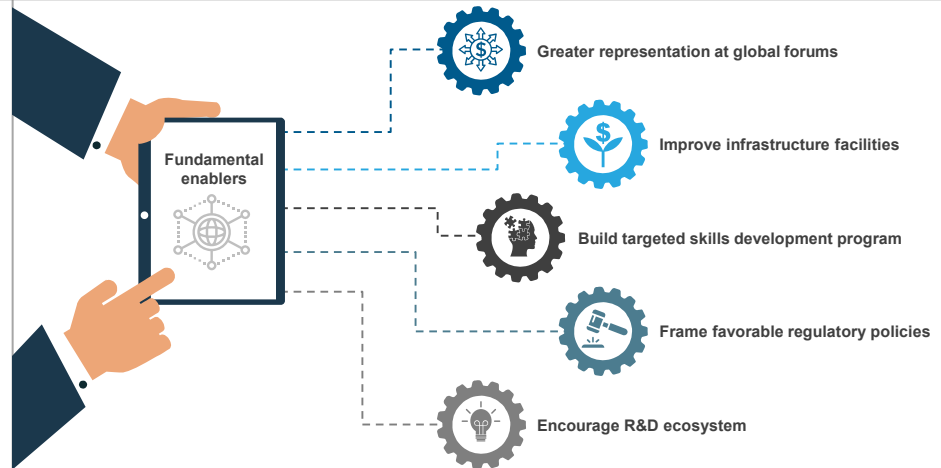 Greater representation at global forums
Fundamental
enablers
Improve infrastructure facilities
Build targeted skills development program
Frame favorable regulatory policies
Encourage R&D ecosystem